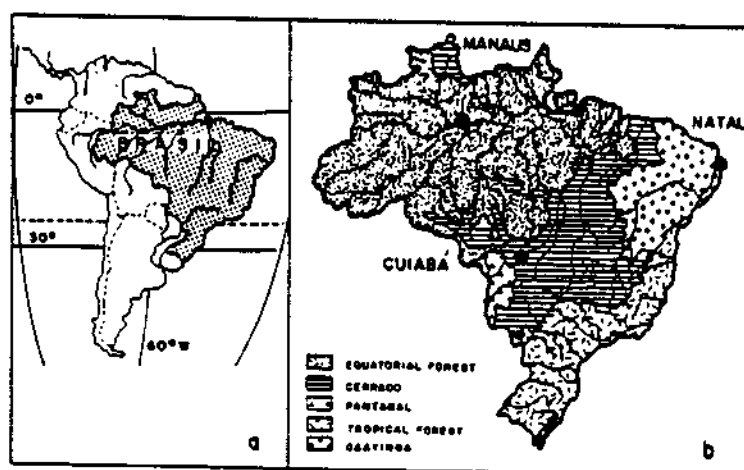 0°
BRASIL
30°
60° W
a
MANAUS
NATAL
CUIABÁ
EQUATORIAL FOREST
CERRADO
PANTANAL
TROPICAL FOREST
CAATINGA
b